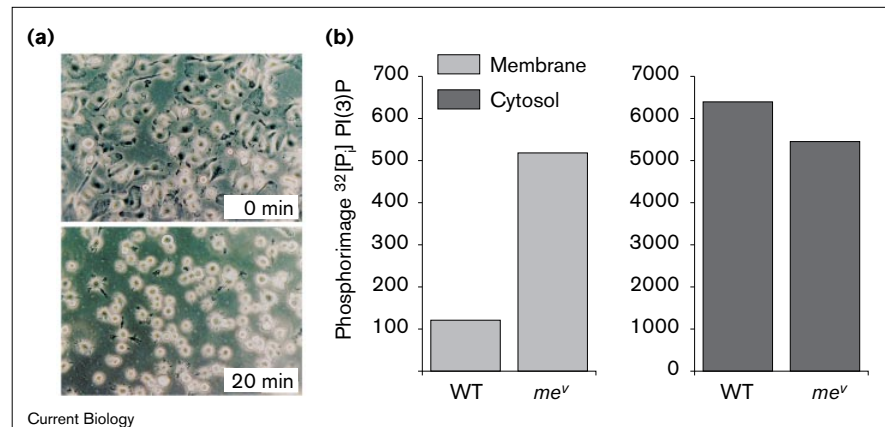 (a)
0 min
20 min
Current Biology
(b)
Membrane
Cytosol
Phosphorimage ³²[Pᵢ] PI(3)P
700
600
500
400
300
200
100
WT
meᵛ
7000
6000
5000
4000
3000
2000
1000
0
WT
meᵛ